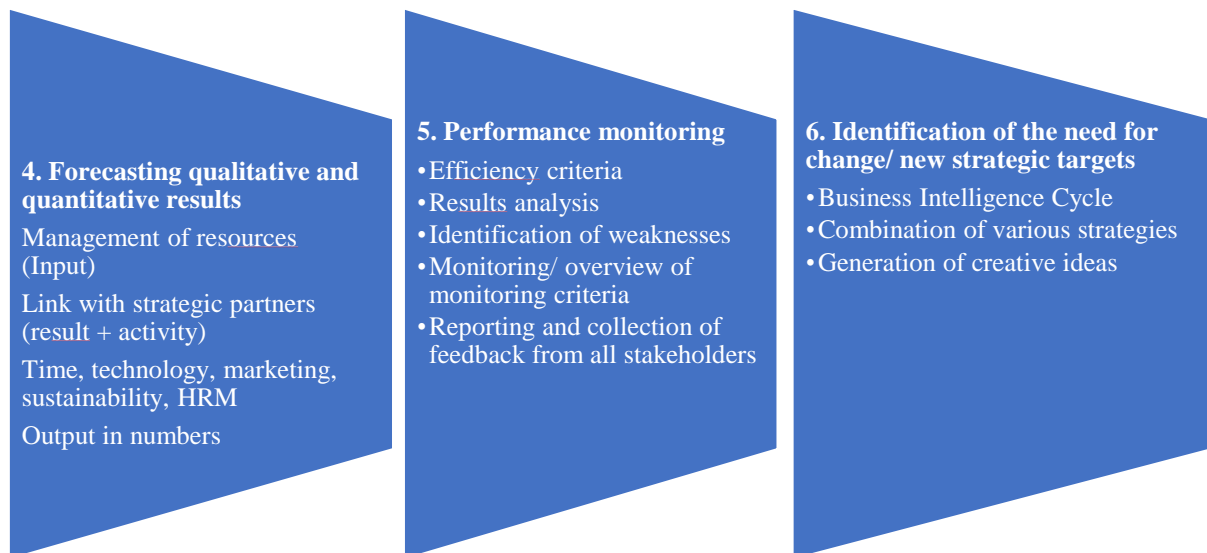 4. Forecasting qualitative and
quantitative results
Management of resources
(Input)
Link with strategic partners
(result + activity)
Time, technology, marketing,
sustainability, HRM
Output in numbers
5. Performance monitoring
•Efficiency criteria
•Results analysis
•Identification of weaknesses
•Monitoring/ overview of
monitoring criteria
•Reporting and collection of
feedback from all stakeholders
6. Identification of the need for
change/ new strategic targets
•Business Intelligence Cycle
•Combination of various strategies
•Generation of creative ideas